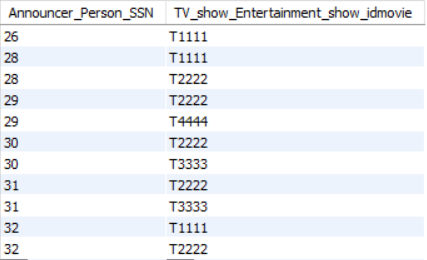 Announcer_Person_SSN TV_show_Entertainment_show_idmovie
26 T1111
28 T1111
28 T2222
29 T2222
29 T4444
30 T2222
30 T3333
31 T2222
31 T3333
32 T1111
32 T2222